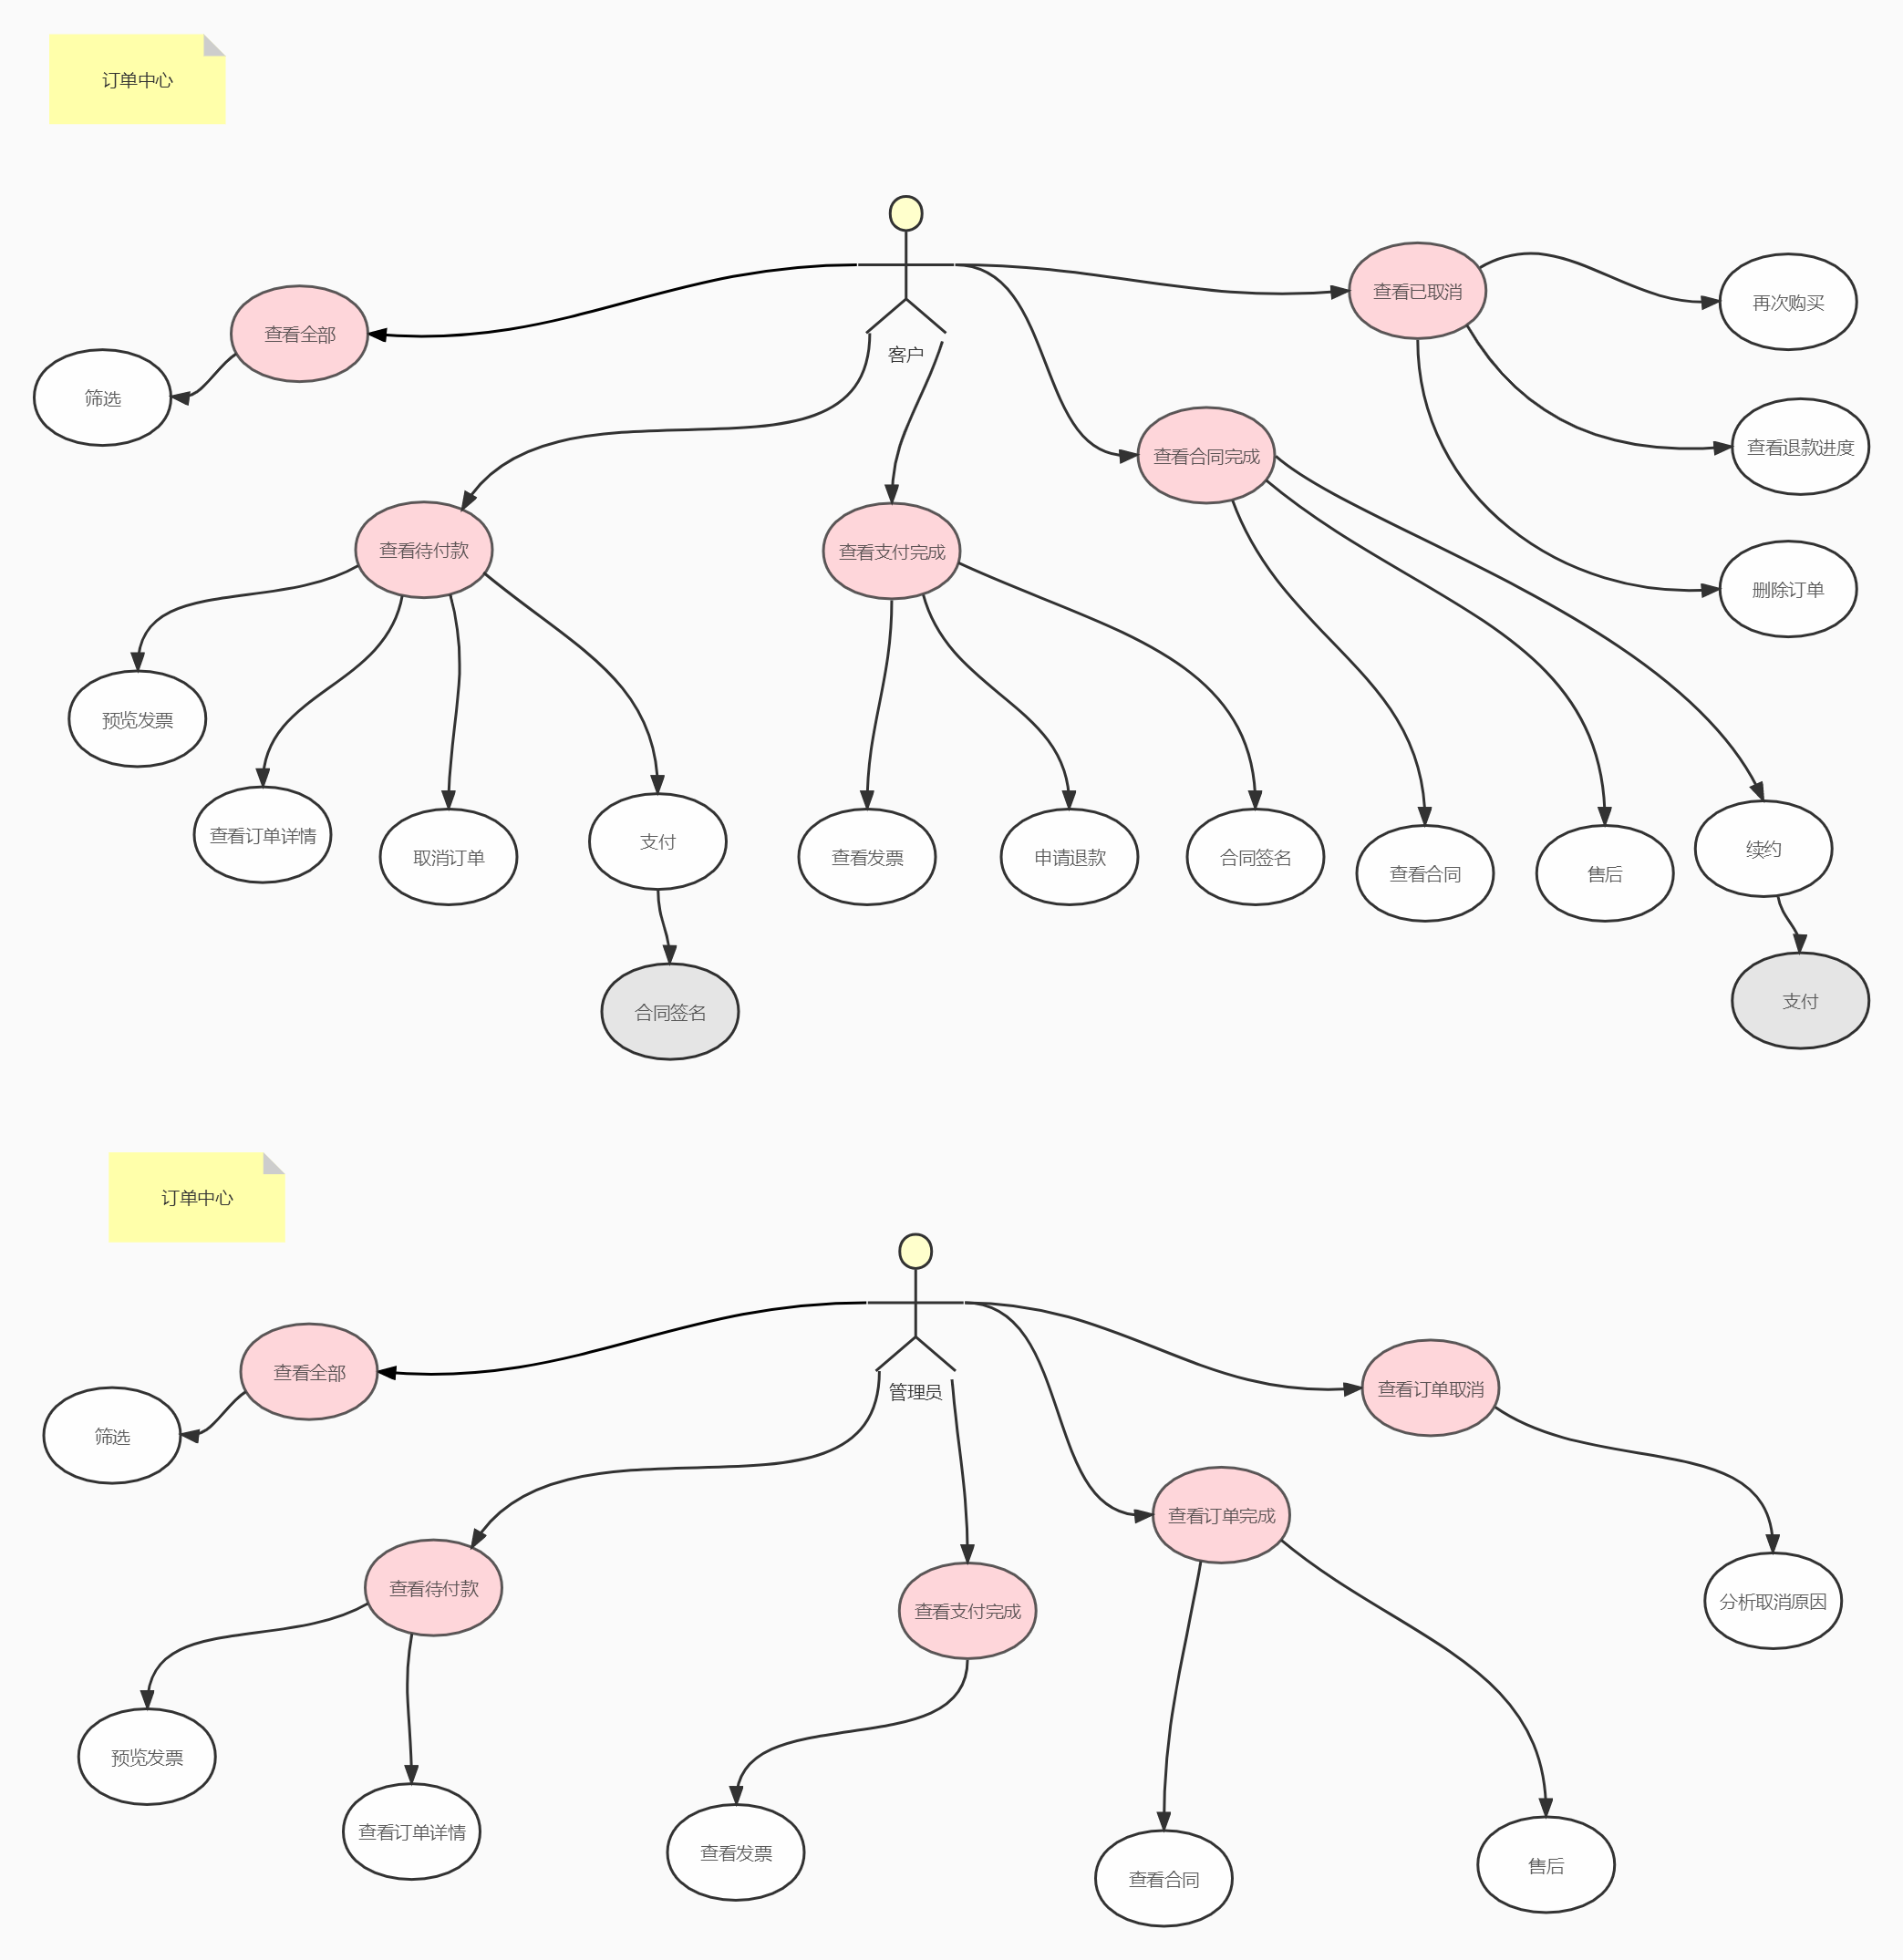 订单中心
客户
查看全部
筛选
查看已取消
再次购买
查看退款进度
删除订单
查看合同完成
查看待付款
查看支付完成
预览发票
查看订单详情
取消订单
支付
查看发票
申请退款
合同签名
查看合同
售后
续约
合同签名
支付
订单中心
管理员
查看全部
筛选
查看订单取消
查看订单完成
查看待付款
查看支付完成
分析取消原因
预览发票
查看订单详情
查看发票
查看合同
售后